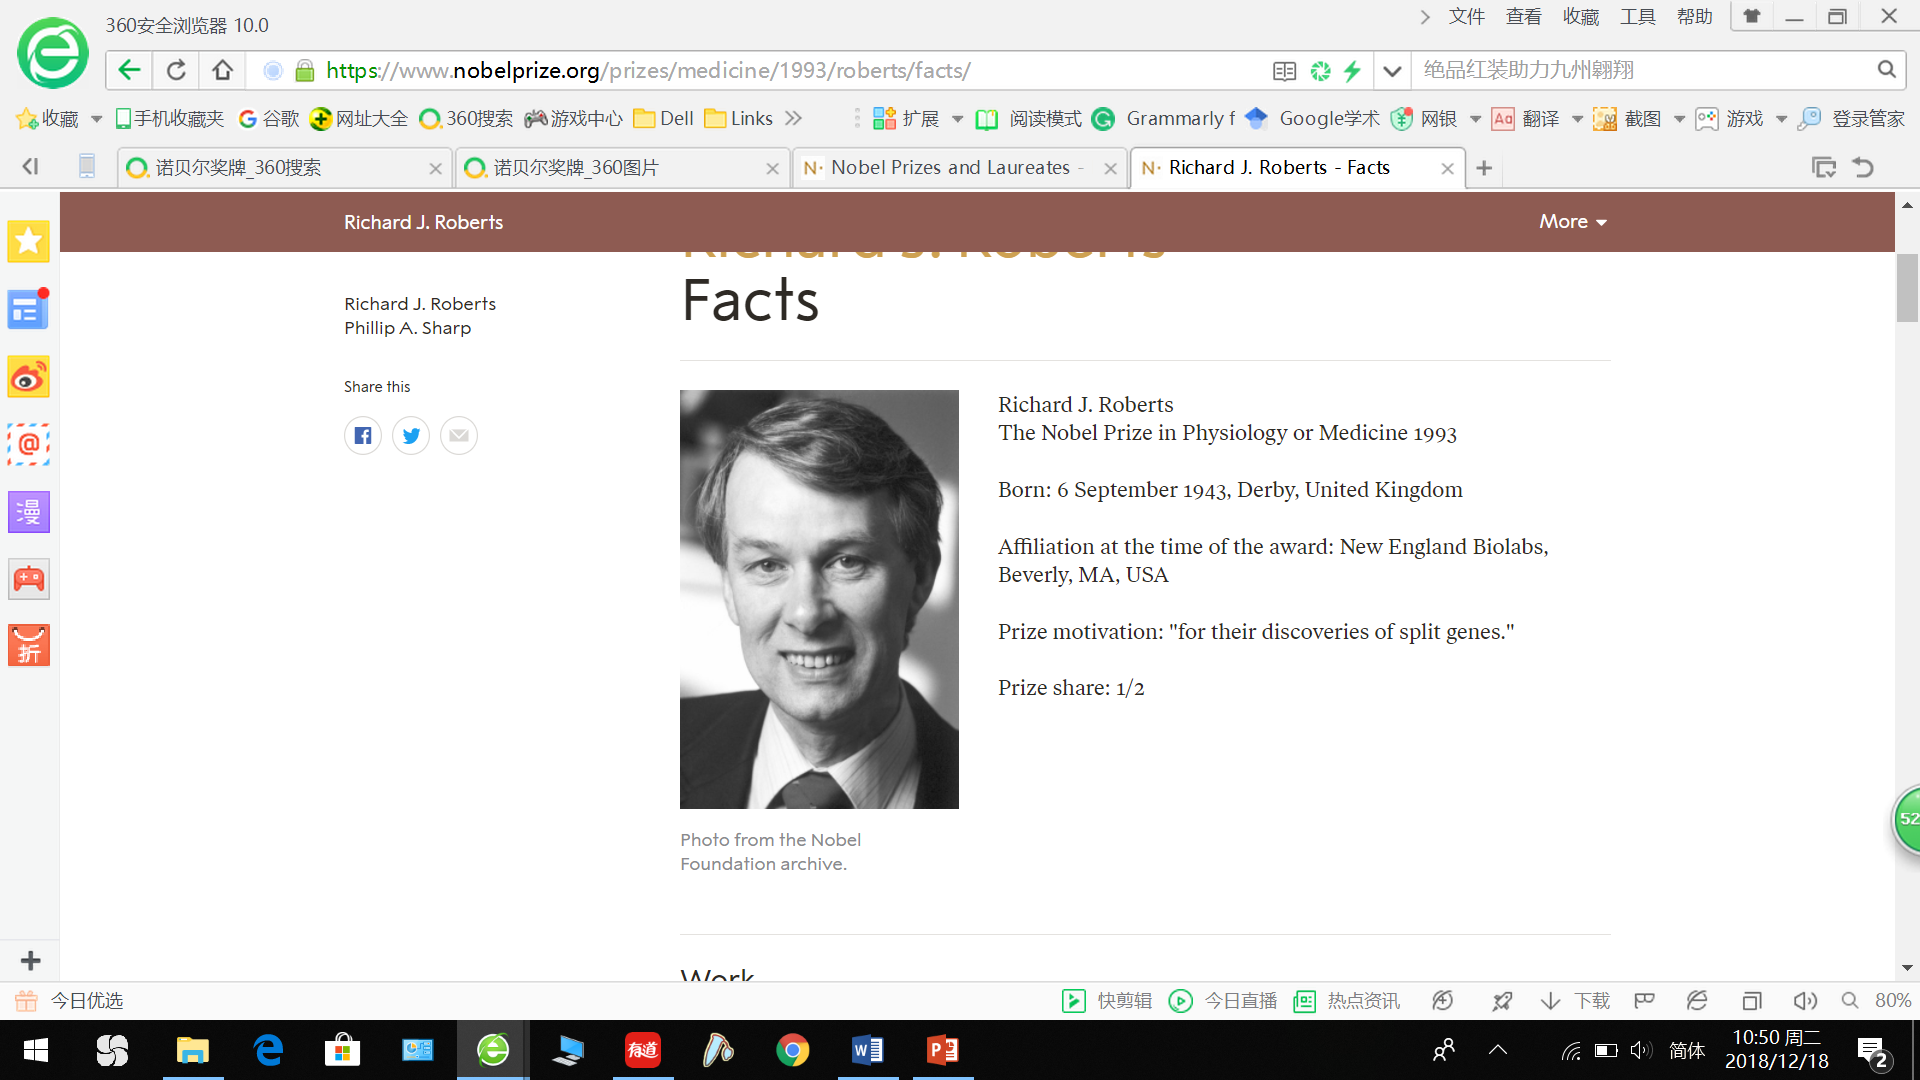 360安全浏览器 10.0
文件 查看 收藏 工具 帮助
https://www.nobelprize.org/prizes/medicine/1993/roberts/facts/
绝品红装助力九州翱翔
收藏 手机收藏夹 谷歌 网址大全 360搜索 游戏中心 Dell Links 扩展 阅读模式 Grammarly f Google学术 网银 翻译 截图 游戏 登录管家
诺贝尔奖牌_360搜索
诺贝尔奖牌_360图片
Nobel Prizes and Laureates -
Richard J. Roberts - Facts
Richard J. Roberts
More
Richard J. Roberts
Facts
Richard J. Roberts
Phillip A. Sharp
Share this
Richard J. Roberts
The Nobel Prize in Physiology or Medicine 1993
Born: 6 September 1943, Derby, United Kingdom
Affiliation at the time of the award: New England Biolabs,
Beverly, MA, USA
Prize motivation: "for their discoveries of split genes."
Prize share: 1/2
Photo from the Nobel
Foundation archive.
Work
漫
折
52
今日优选
快剪辑 今日直播 热点资讯 下载 80%
有道
简体
10:50 周二
2018/12/18
2